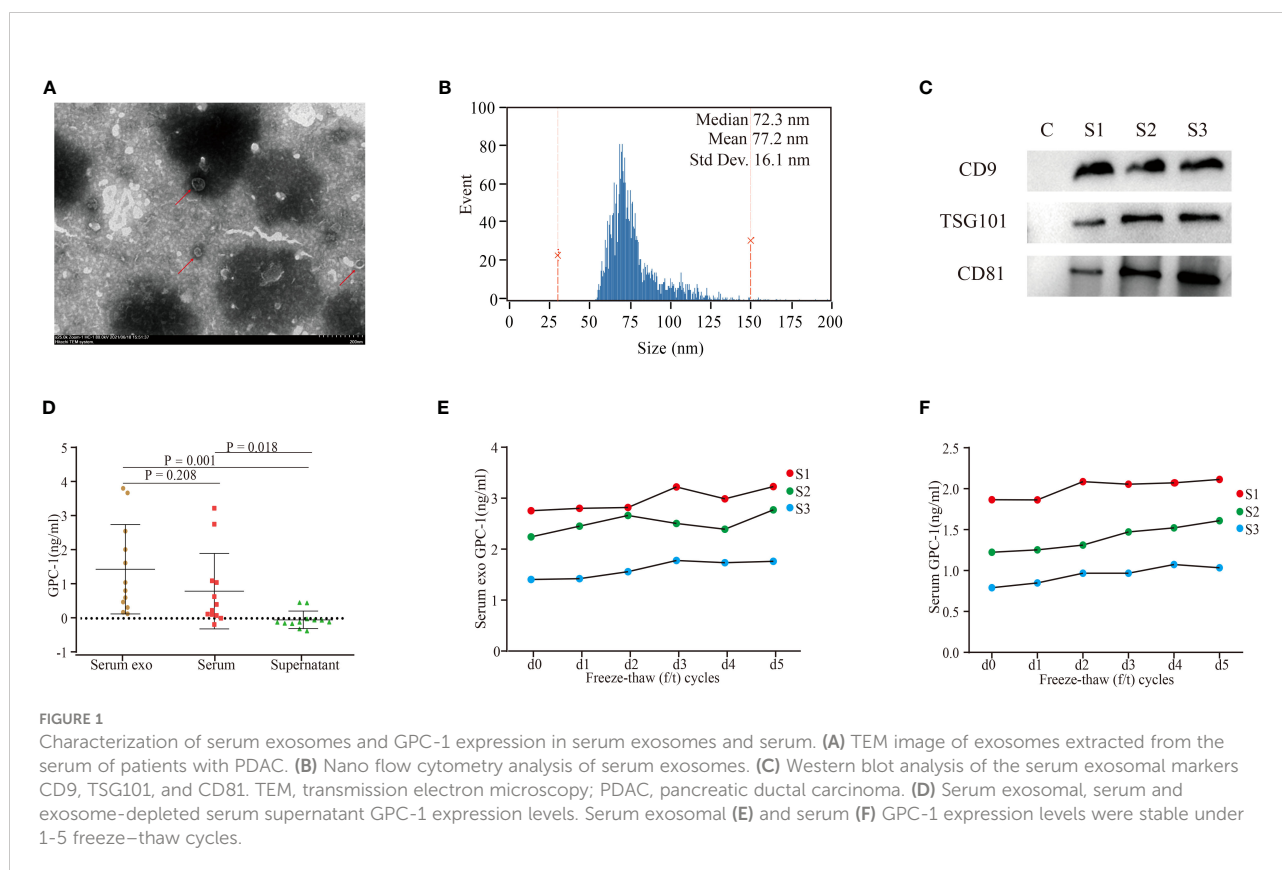 A
200nm
Hitachi TEM system
B
100
80
60
40
20
0
Event
Median 72.3 nm
Mean 77.2 nm
Std Dev. 16.1 nm
0 25 50 75 100 125 150 175 200
Size (nm)
C
C S1 S2 S3
CD9
TSG101
CD81
D
P = 0.018
P = 0.001
P = 0.208
5
4
3
2
1
0
-1
GPC-1(ng/ml)
Serum exo Serum Supernatant
E
4
3
2
1
0
Serum exo GPC-1(ng/ml)
S1
S2
S3
d0 d1 d2 d3 d4 d5
Freeze-thaw (f/t) cycles
F
2.5
2.0
1.5
1.0
0.5
0.0
Serum GPC-1(ng/ml)
S1
S2
S3
d0 d1 d2 d3 d4 d5
Freeze-thaw (f/t) cycles
FIGURE 1
Characterization of serum exosomes and GPC-1 expression in serum exosomes and serum. (A) TEM image of exosomes extracted from the
serum of patients with PDAC. (B) Nano flow cytometry analysis of serum exosomes. (C) Western blot analysis of the serum exosomal markers
CD9, TSG101, and CD81. TEM, transmission electron microscopy; PDAC, pancreatic ductal carcinoma. (D) Serum exosomal, serum and
exosome-depleted serum supernatant GPC-1 expression levels. Serum exosomal (E) and serum (F) GPC-1 expression levels were stable under
1-5 freeze–thaw cycles.